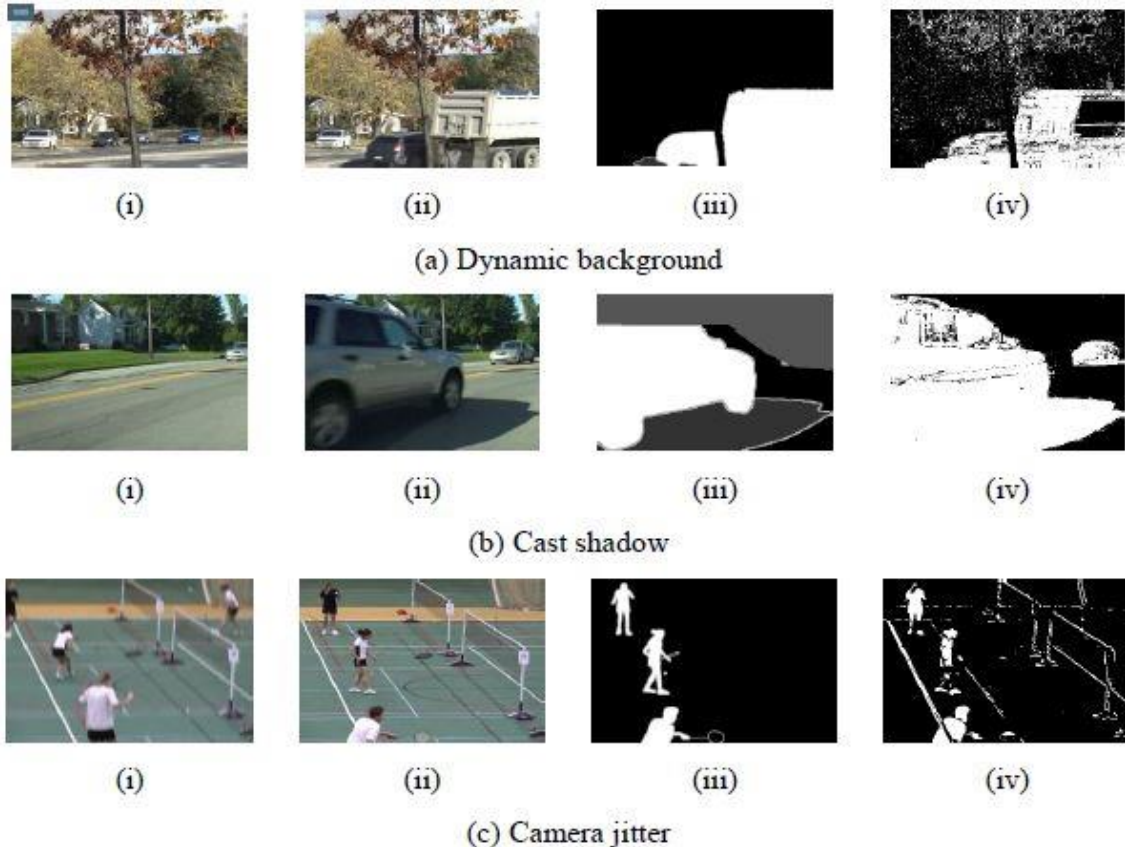 (i) (ii) (iii) (iv)
(a) Dynamic background
(i) (ii) (iii) (iv)
(b) Cast shadow
(i) (ii) (iii) (iv)
(c) Camera jitter